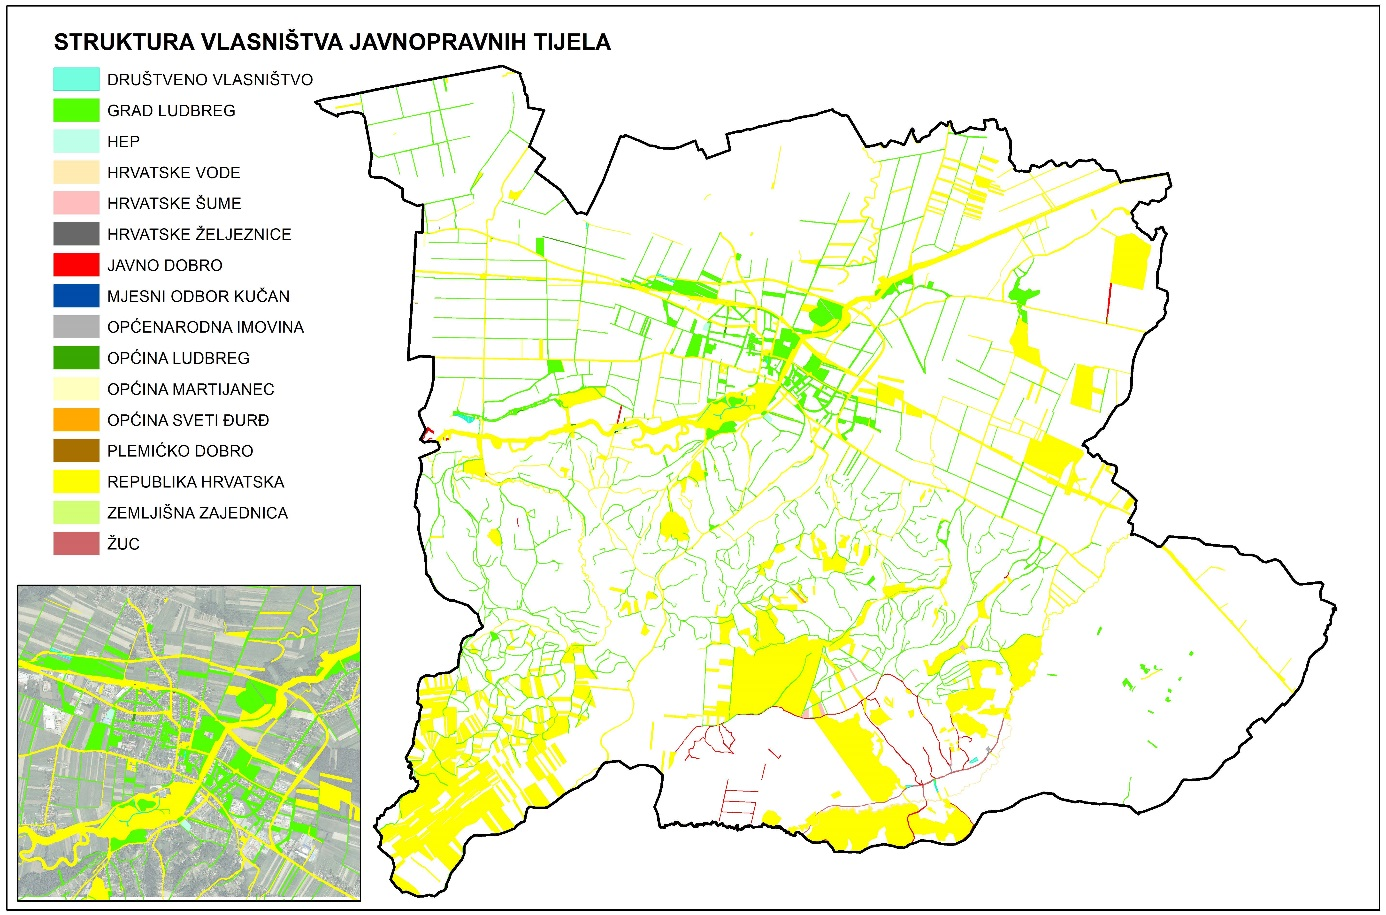 STRUKTURA VLASNIŠTVA JAVNOPRAVNIH TIJELA
DRUŠTVENO VLASNIŠTVO
GRAD LUDBREG
HEP
HRVATSKE VODE
HRVATSKE ŠUME
HRVATSKE ŽELJEZNICE
JAVNO DOBRO
MJESNI ODBOR KUČAN
OPĆENARODNA IMOVINA
OPĆINA LUDBREG
OPĆINA MARTIJANEC
OPĆINA SVETI ĐURĐ
PLEMIĆKO DOBRO
REPUBLIKA HRVATSKA
ZEMLJIŠNA ZAJEDNICA
ŽUC